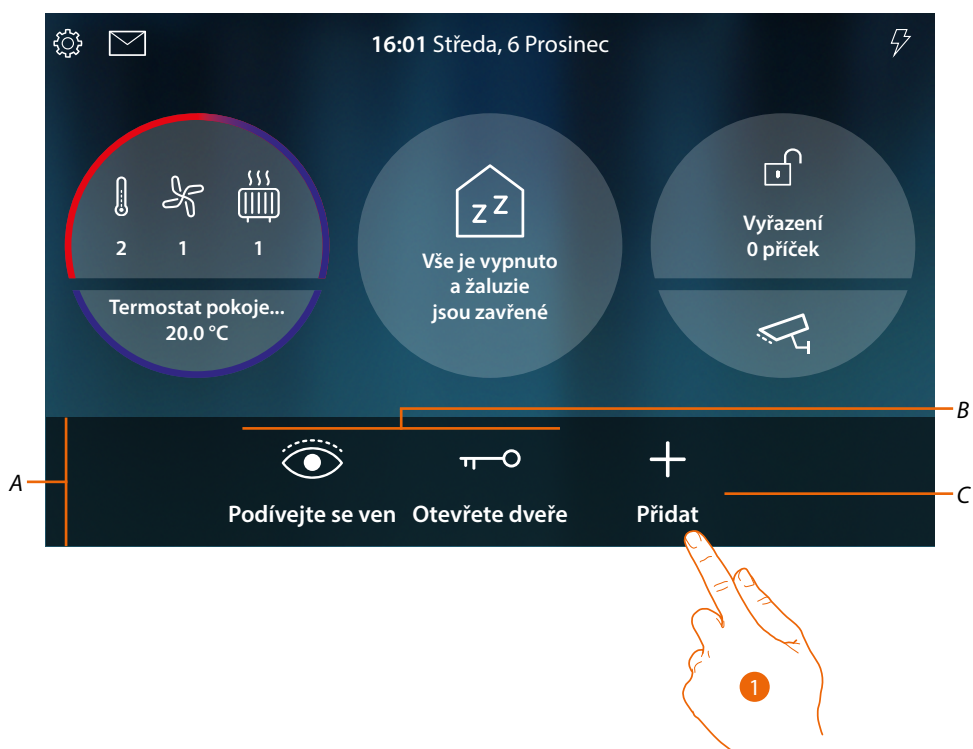 16:01 Středa, 6 Prosinec
2 1 1
Termostat pokoje...
20.0 °C
z Z
Vše je vypnuto
a žaluzie
jsou zavřené
Vyřazení
0 příček
B
A
C
Podívejte se ven Otevřete dveře Přidat
1